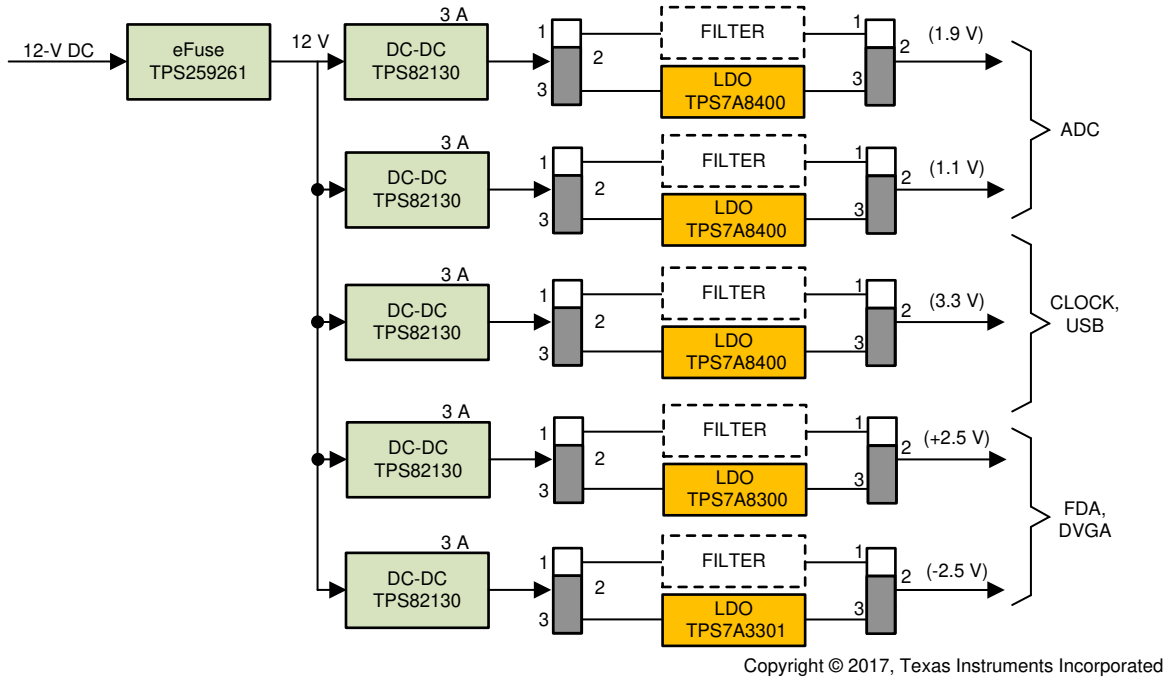 12-V DC
eFuse
TPS259261
12 V
3 A
DC-DC
TPS82130
1
2
3
FILTER
LDO
TPS7A8400
1
2
3
(1.9 V)
3 A
DC-DC
TPS82130
1
2
3
FILTER
LDO
TPS7A8400
1
2
3
(1.1 V)
ADC
3 A
DC-DC
TPS82130
1
2
3
FILTER
LDO
TPS7A8400
1
2
3
(3.3 V)
CLOCK,
USB
3 A
DC-DC
TPS82130
1
2
3
FILTER
LDO
TPS7A8300
1
2
3
(+2.5 V)
3 A
DC-DC
TPS82130
1
2
3
FILTER
LDO
TPS7A3301
1
2
3
(-2.5 V)
FDA,
DVGA
Copyright © 2017, Texas Instruments Incorporated